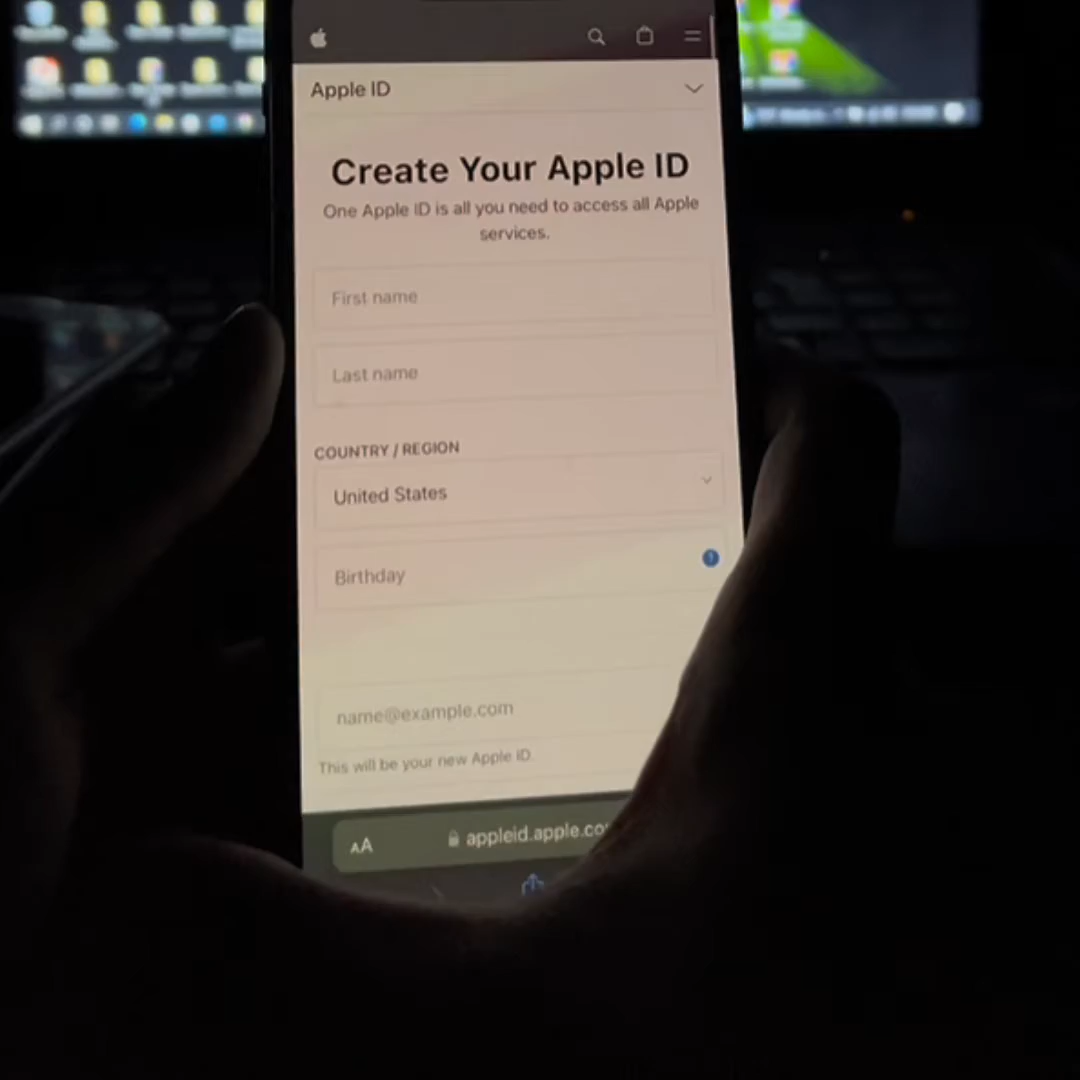 Apple ID
Create Your Apple ID
One Apple ID is all you need to access all Apple
services.
First name
Last name
COUNTRY / REGION
United States
Birthday
name@example.com
This will be your new Apple ID.
AA
appleid.apple.co